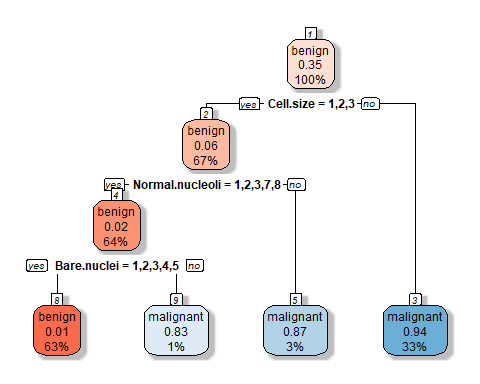 1
benign
0.35
100%
yes Cell.size = 1,2,3 no
2
benign
0.06
67%
yes Normal.nucleoli = 1,2,3,7,8 no
4
benign
0.02
64%
yes Bare.nuclei = 1,2,3,4,5 no
8
benign
0.01
63%
9
malignant
0.83
1%
5
malignant
0.87
3%
3
malignant
0.94
33%